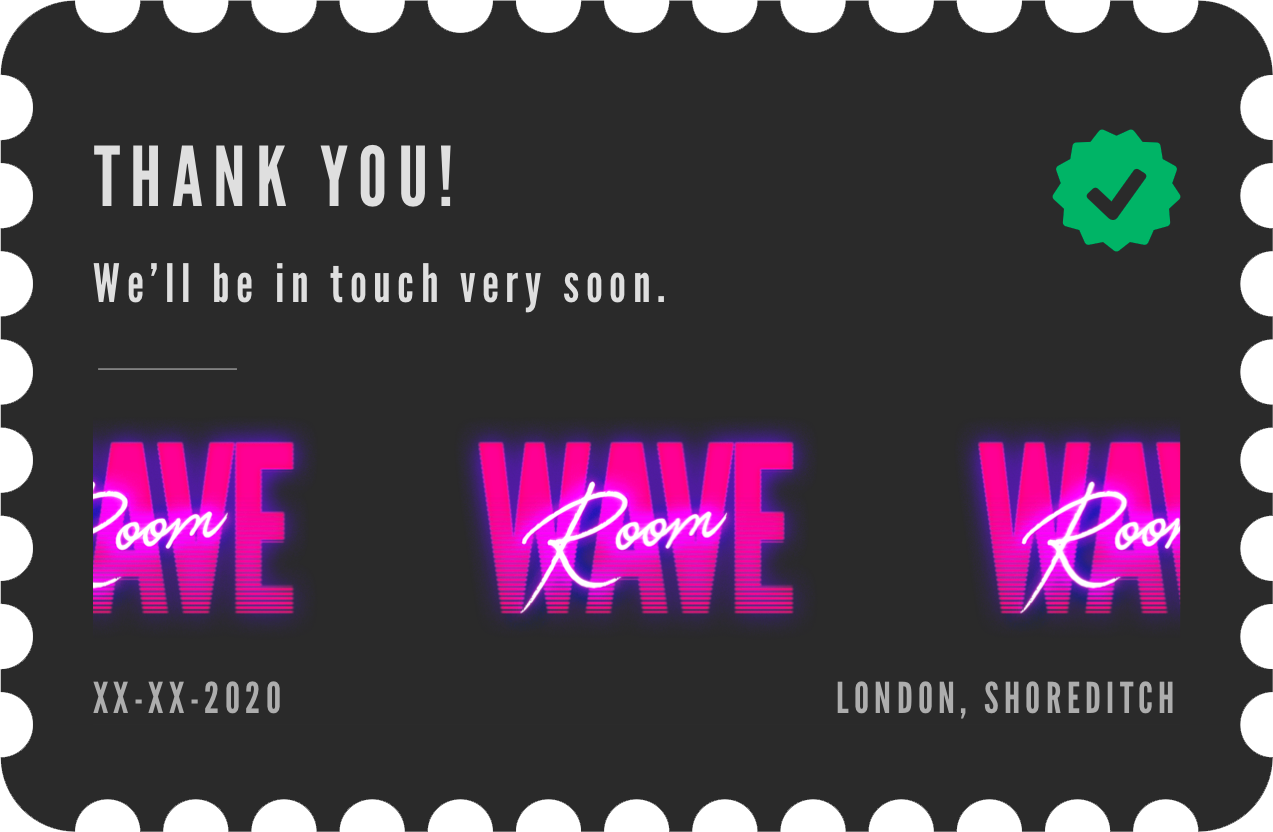 THANK YOU!
We’ll be in touch very soon.
AVE WAVE WAV
Room Room Room
XX-XX-2020
LONDON, SHOREDITCH